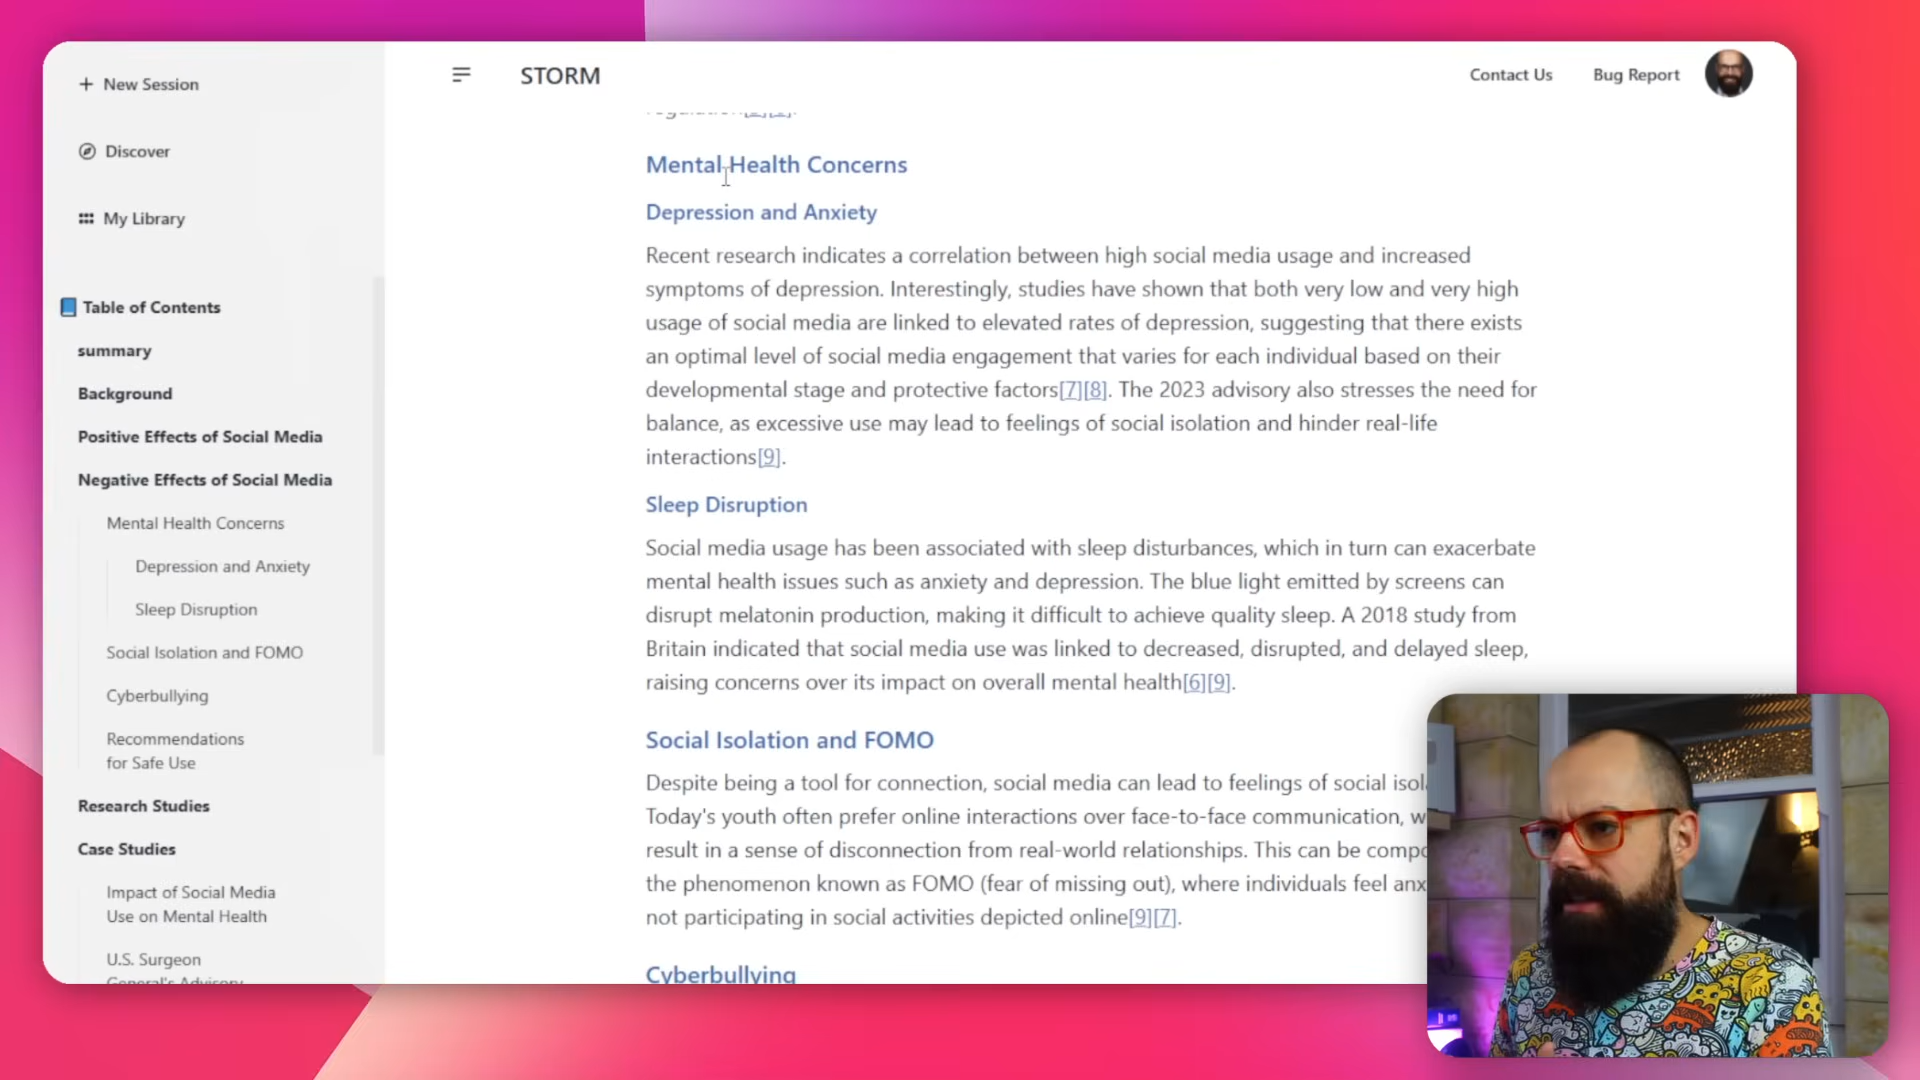 New Session
Discover
My Library
Table of Contents
summary
Background
Positive Effects of Social Media
Negative Effects of Social Media
Mental Health Concerns
Depression and Anxiety
Sleep Disruption
Social Isolation and FOMO
Cyberbullying
Recommendations
for Safe Use
Research Studies
Case Studies
Impact of Social Media
Use on Mental Health
U.S. Surgeon
General's Advisory
STORM
Contact Us
Bug Report
Mental Health Concerns
Depression and Anxiety
Recent research indicates a correlation between high social media usage and increased
symptoms of depression. Interestingly, studies have shown that both very low and very high
usage of social media are linked to elevated rates of depression, suggesting that there exists
an optimal level of social media engagement that varies for each individual based on their
developmental stage and protective factors[7][8]. The 2023 advisory also stresses the need for
balance, as excessive use may lead to feelings of social isolation and hinder real-life
interactions[9].
Sleep Disruption
Social media usage has been associated with sleep disturbances, which in turn can exacerbate
mental health issues such as anxiety and depression. The blue light emitted by screens can
disrupt melatonin production, making it difficult to achieve quality sleep. A 2018 study from
Britain indicated that social media use was linked to decreased, disrupted, and delayed sleep,
raising concerns over its impact on overall mental health[6][9].
Social Isolation and FOMO
Despite being a tool for connection, social media can lead to feelings of social isol
Today's youth often prefer online interactions over face-to-face communication, w
result in a sense of disconnection from real-world relationships. This can be compo
the phenomenon known as FOMO (fear of missing out), where individuals feel anx
not participating in social activities depicted online[9][7].
Cyberbullying